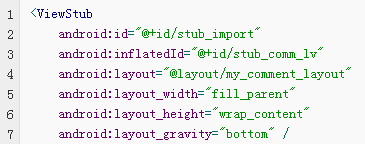 1 <ViewStub
2 android:id="@+id/stub_import"
3 android:inflatedId="@+id/stub_comm_lv"
4 android:layout="@layout/my_comment_layout"
5 android:layout_width="fill_parent"
6 android:layout_height="wrap_content"
7 android:layout_gravity="bottom" /